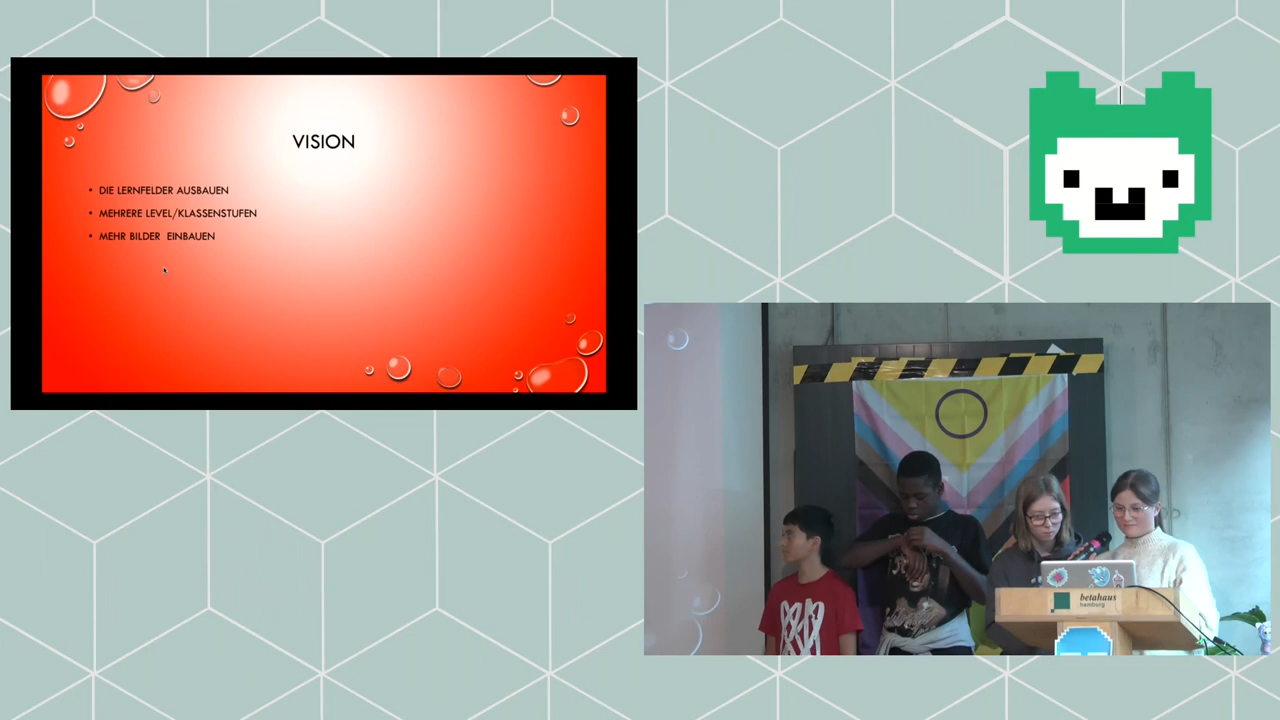 VISION
• DIE LERNFELDER AUSBAUEN
• MEHRERE LEVEL/KLASSENSTUFEN
• MEHR BILDER EINBAUEN
betahaus
hamburg